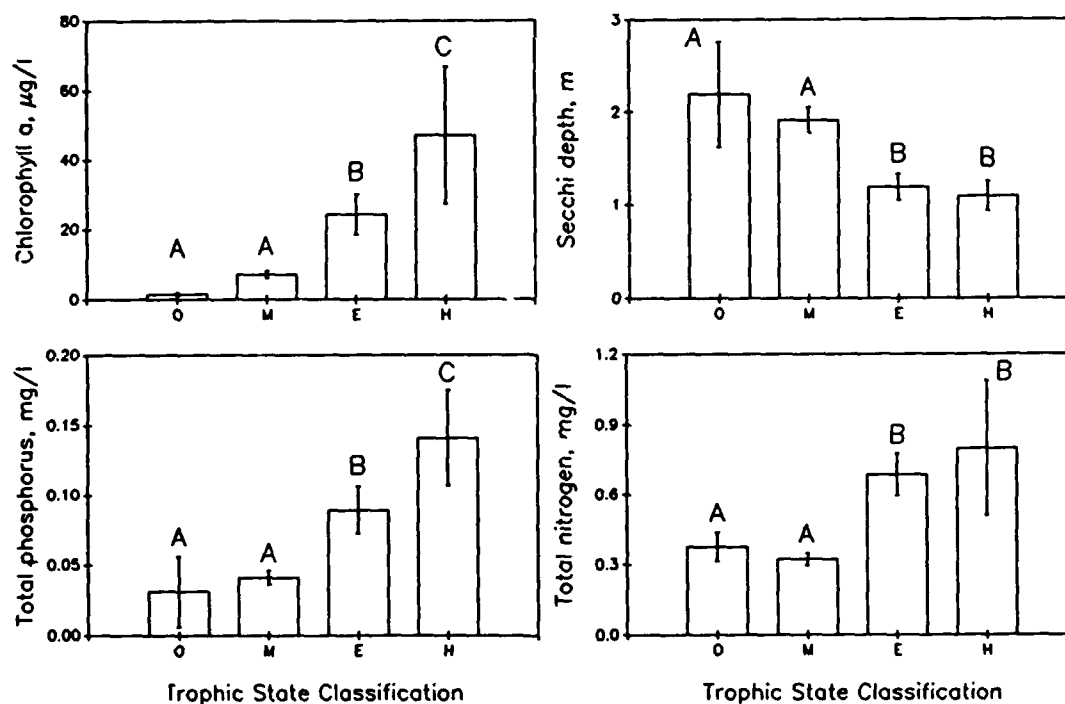 Chlorophyll a, µg/l
80
60
40
20
0
A
A
B
C
O M E H
Secchi depth, m
3
2
1
0
A
A
B
B
O M E H
Total phosphorus, mg/l
0.20
0.15
0.10
0.05
0.00
A
A
B
C
O M E H
Trophic State Classification
Total nitrogen, mg/l
1.2
0.9
0.6
0.3
0.0
A
A
B
B
O M E H
Trophic State Classification